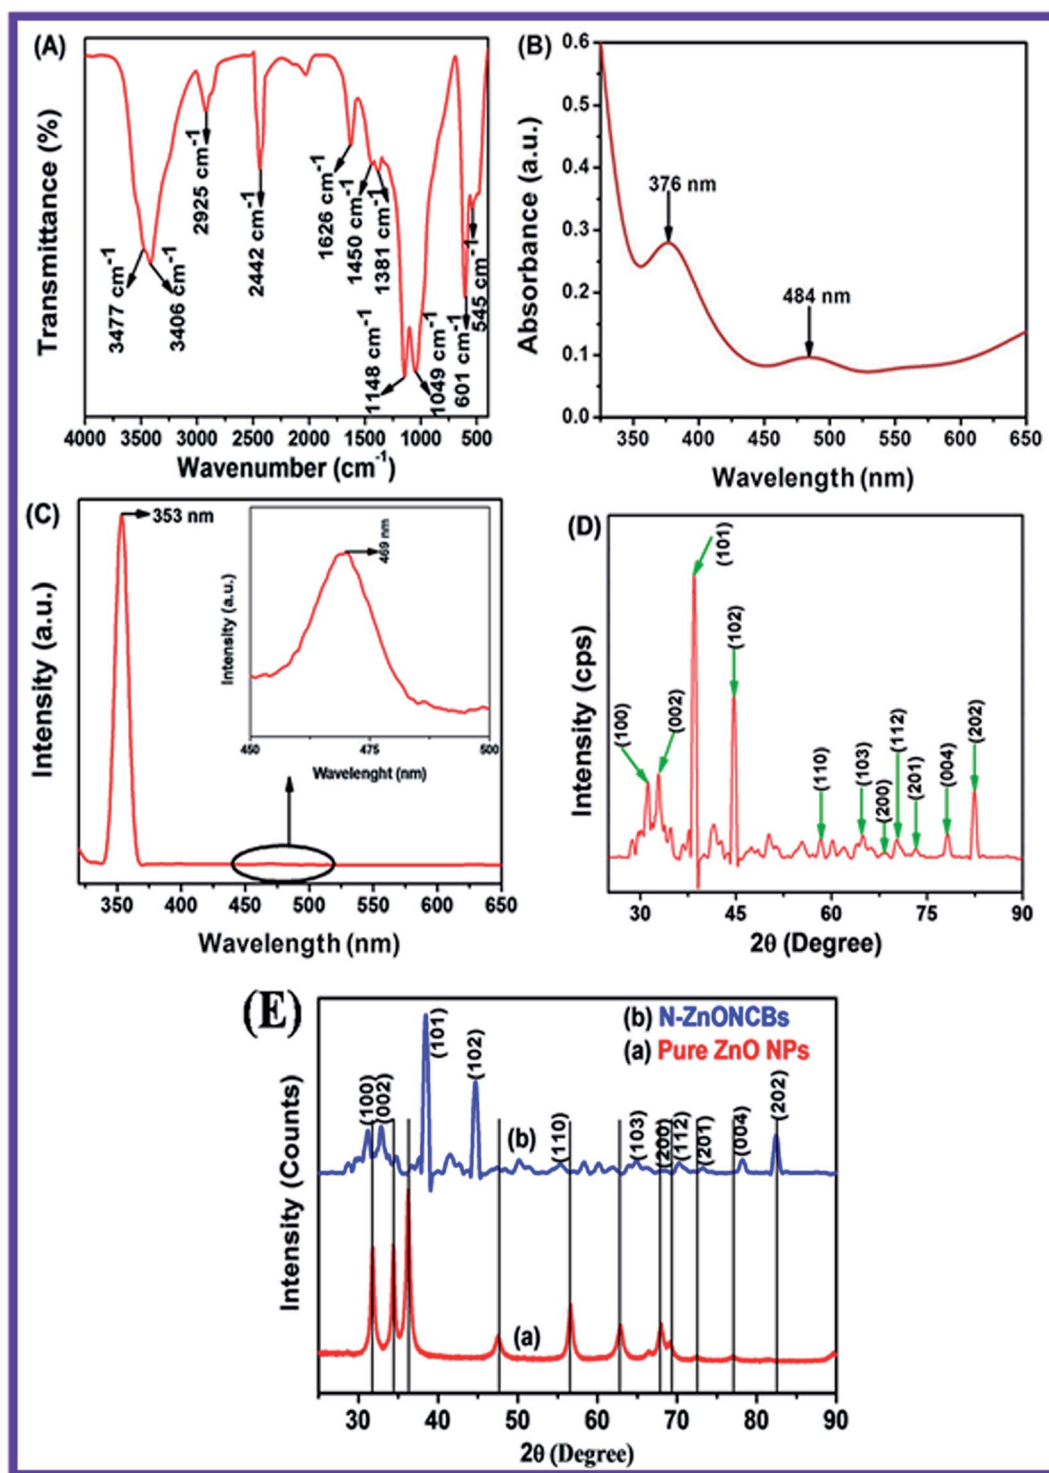 (A)
Transmittance (%)
3477 cm-1
3406 cm-1
2925 cm-1
2442 cm-1
1626 cm-1
1450 cm-1
1381 cm-1
1148 cm-1
1049 cm-1
601 cm-1
545 cm-1
4000 3500 3000 2500 2000 1500 1000 500
Wavenumber (cm-1)
(B)
Absorbance (a.u.)
0.6
0.5
0.4
0.3
0.2
0.1
0.0
376 nm
484 nm
350 400 450 500 550 600 650
Wavelength (nm)
(C)
Intensity (a.u.)
353 nm
Intensity (a.u.)
469 nm
450 475 500
Wavelenght (nm)
350 400 450 500 550 600 650
Wavelength (nm)
(D)
Intensity (cps)
(100)
(002)
(101)
(102)
(110)
(103)
(200)
(112)
(201)
(004)
(202)
30 45 60 75 90
2θ (Degree)
(E)
Intensity (Counts)
(b) N-ZnONCBs
(a) Pure ZnO NPs
(100)
(002)
(101)
(102)
(b)
(110)
(103)
(200)
(112)
(201)
(004)
(202)
(a)
30 40 50 60 70 80 90
2θ (Degree)